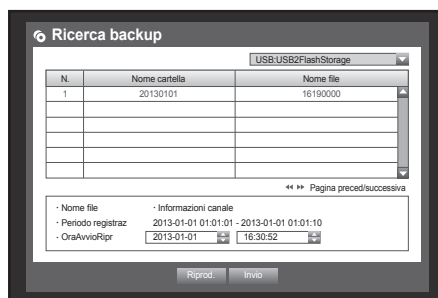 Ricerca backup
USB:USB2FlashStorage
N. Nome cartella Nome file
1 20130101 16190000
Pagina preced/successiva
· Nome file · Informazioni canale
· Periodo registraz 2013-01-01 01:01:01 - 2013-01-01 01:01:10
· OraAvvioRipr 2013-01-01 16:30:52
Riprod. Invio